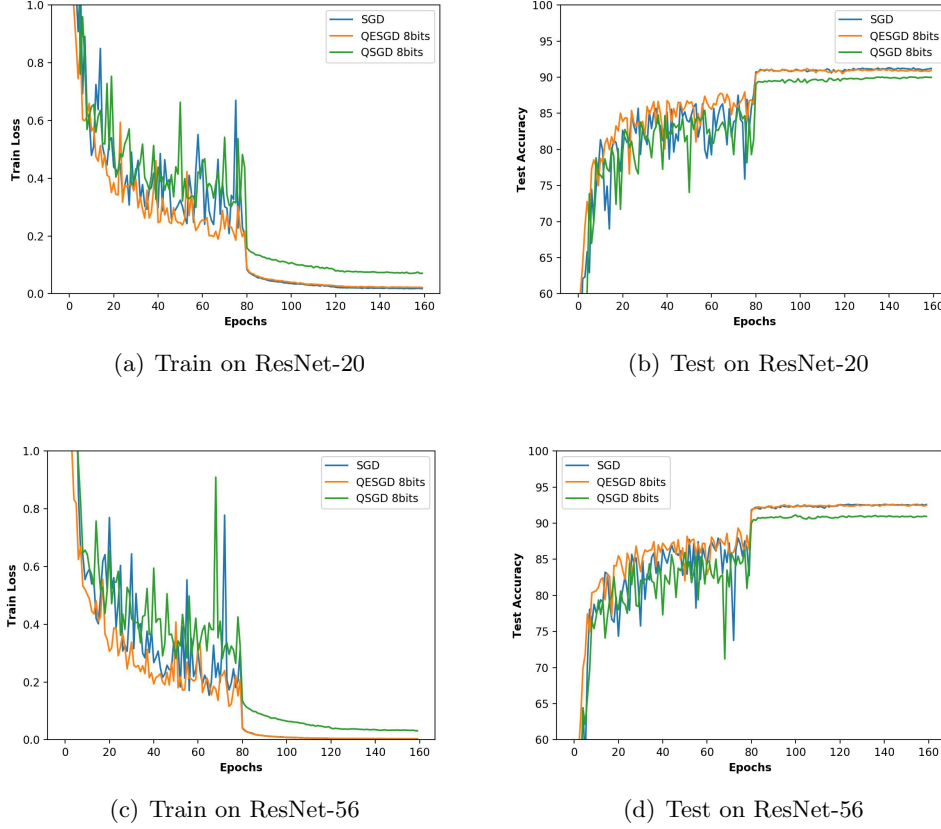 SGD
QESGD 8bits
QSGD 8bits
Train Loss
1.0
0.8
0.6
0.4
0.2
0.0
0 20 40 60 80 100 120 140 160
Epochs
(a) Train on ResNet-20
SGD
QESGD 8bits
QSGD 8bits
Test Accuracy
100
95
90
85
80
75
70
65
60
0 20 40 60 80 100 120 140 160
Epochs
(b) Test on ResNet-20
SGD
QESGD 8bits
QSGD 8bits
Train Loss
1.0
0.8
0.6
0.4
0.2
0.0
0 20 40 60 80 100 120 140 160
Epochs
(c) Train on ResNet-56
SGD
QESGD 8bits
QSGD 8bits
Test Accuracy
100
95
90
85
80
75
70
65
60
0 20 40 60 80 100 120 140 160
Epochs
(d) Test on ResNet-56